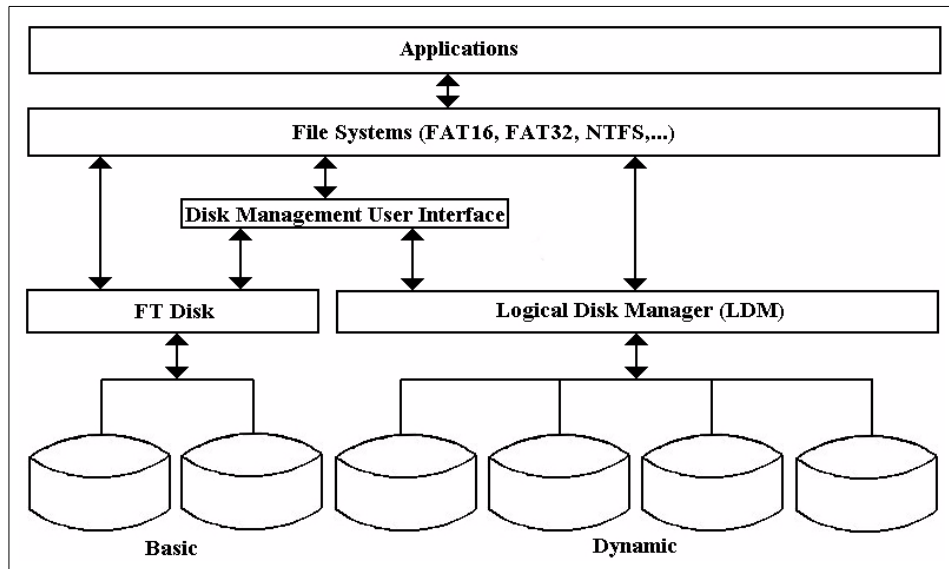 Applications
File Systems (FAT16, FAT32, NTFS,...)
Disk Management User Interface
FT Disk
Logical Disk Manager (LDM)
Basic
Dynamic